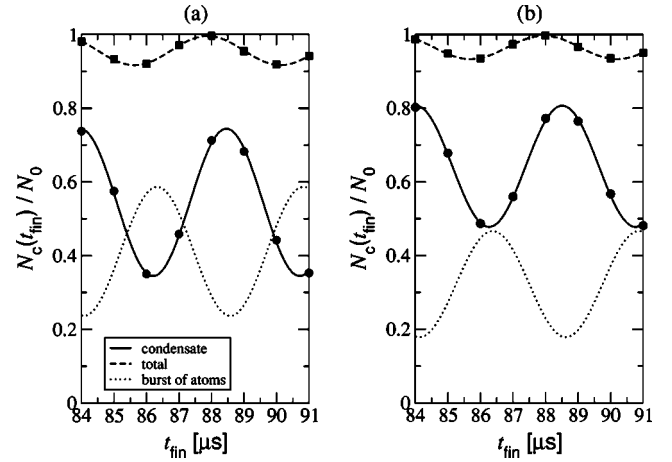 (a)
1
0.8
0.6
0.4
0.2
0
N_c(t_fin) / N_0
condensate
total
burst of atoms
84 85 86 87 88 89 90 91
t_fin [μs]
(b)
1
0.8
0.6
0.4
0.2
0
N_c(t_fin) / N_0
84 85 86 87 88 89 90 91
t_fin [μs]